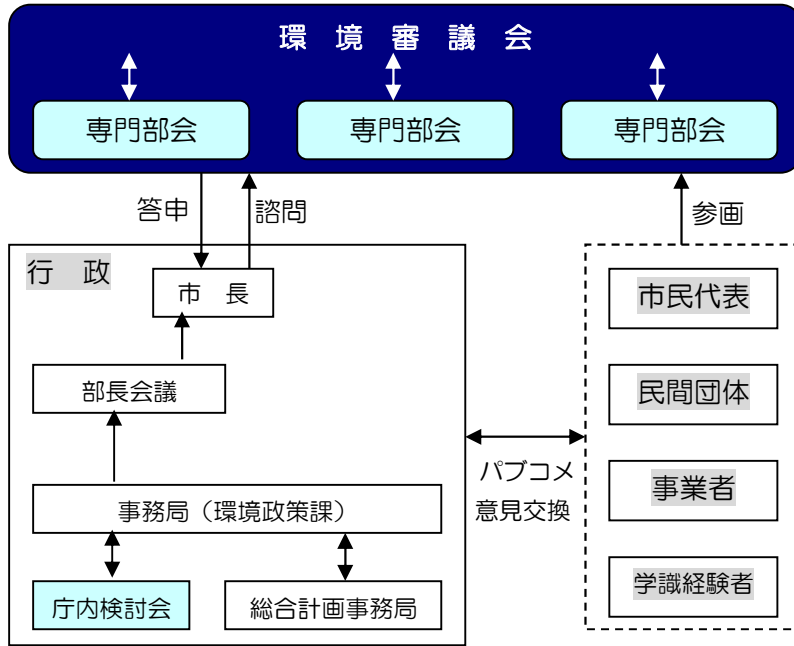 環境審議会
専門部会
専門部会
専門部会
答申
諮問
参画
行 政
市 長
部長会議
事務局（環境政策課）
庁内検討会
総合計画事務局
パブコメ
意見交換
市民代表
民間団体
事業者
学識経験者